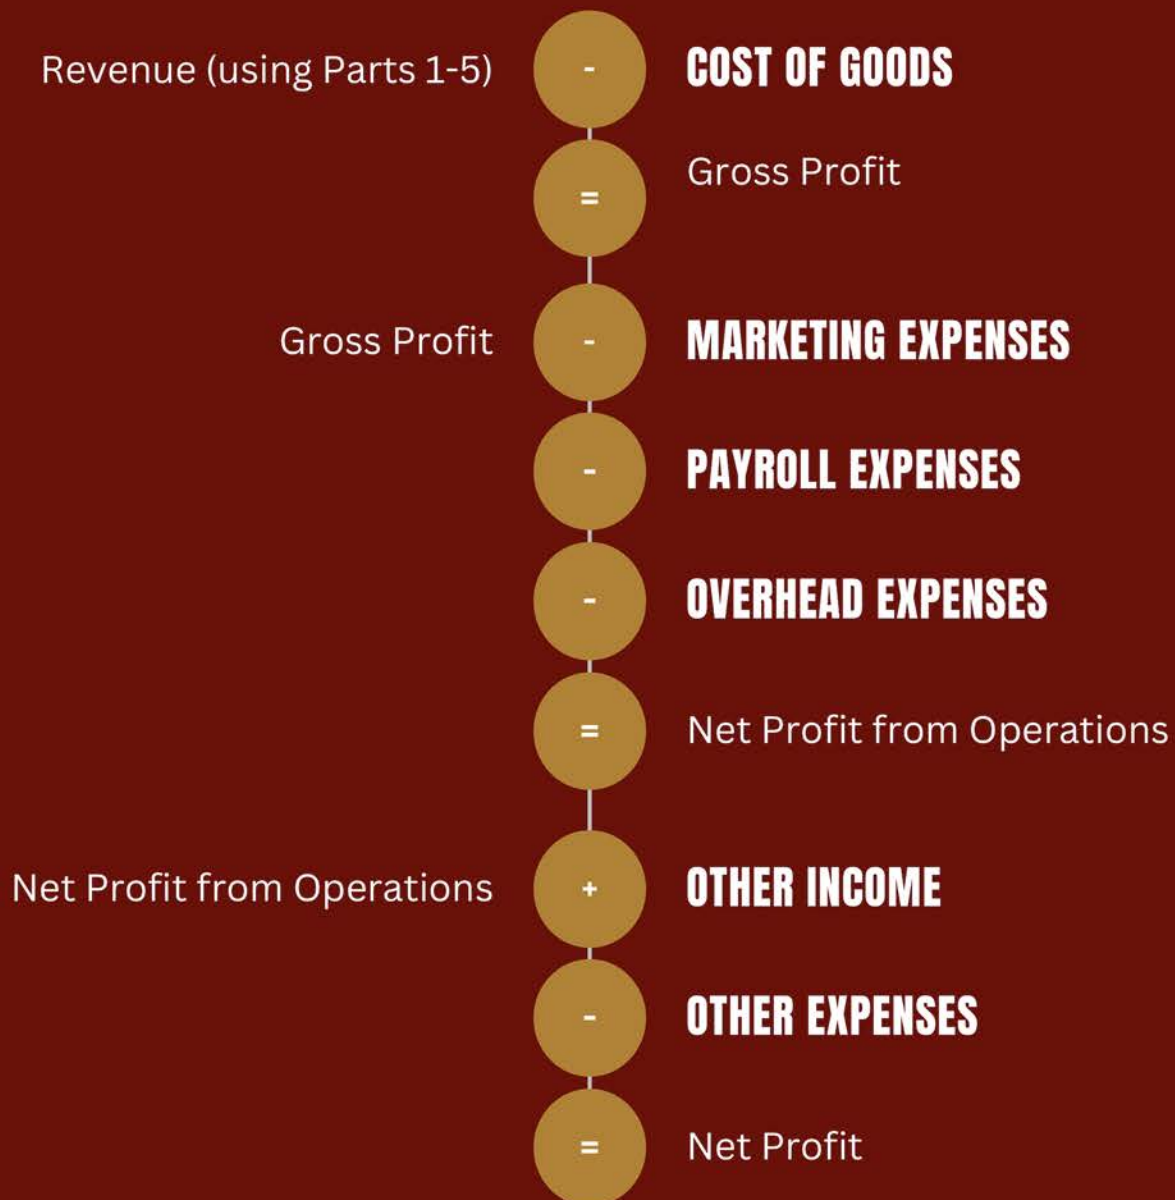 Revenue (using Parts 1-5) - COST OF GOODS
= Gross Profit
Gross Profit - MARKETING EXPENSES
- PAYROLL EXPENSES
- OVERHEAD EXPENSES
= Net Profit from Operations
Net Profit from Operations + OTHER INCOME
- OTHER EXPENSES
= Net Profit